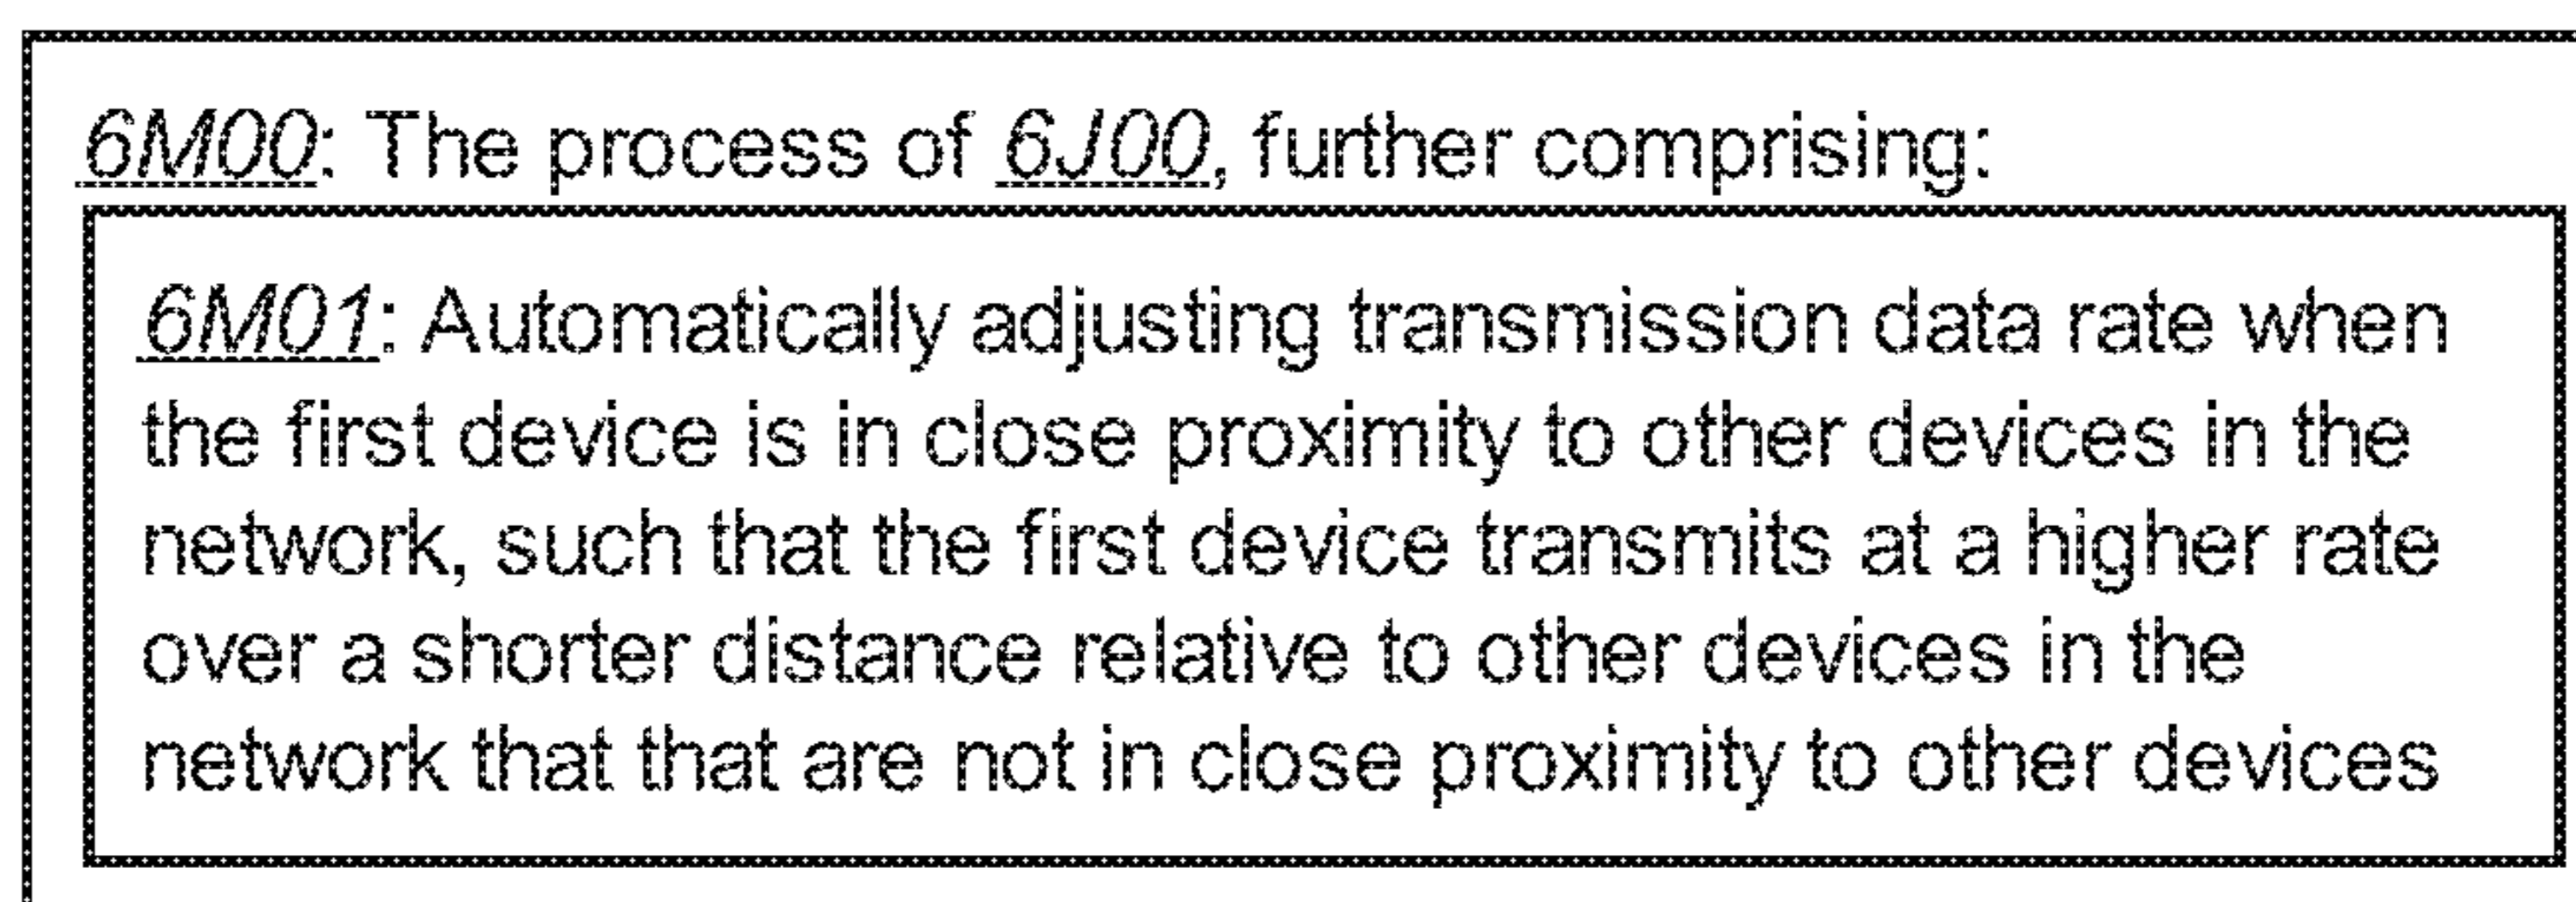 6M00: The process of 6J00, further comprising:
6M01: Automatically adjusting transmission data rate when
the first device is in close proximity to other devices in the
network, such that the first device transmits at a higher rate
over a shorter distance relative to other devices in the
network that that are not in close proximity to other devices